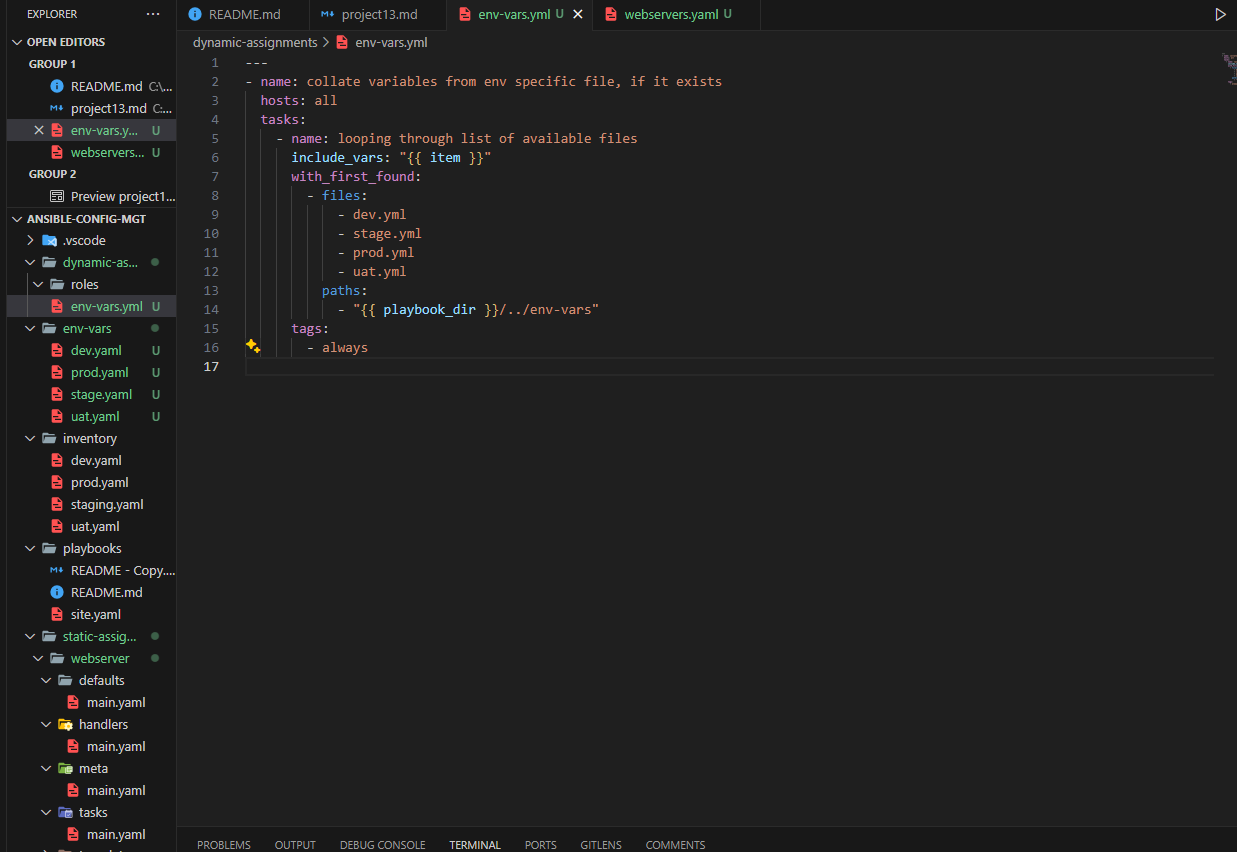 EXPLORER ...
OPEN EDITORS
GROUP 1
README.md C:\...
project13.md C:...
env-vars.y... U
webservers... U
GROUP 2
Preview project1...
ANSIBLE-CONFIG-MGT
.vscode
dynamic-as...
roles
env-vars.yml U
env-vars
dev.yaml U
prod.yaml U
stage.yaml U
uat.yaml U
inventory
dev.yaml
prod.yaml
staging.yaml
uat.yaml
playbooks
README - Copy....
README.md
site.yaml
static-assig...
webserver
defaults
main.yaml
handlers
main.yaml
meta
main.yaml
tasks
main.yaml
README.md project13.md env-vars.yml U webservers.yaml U
dynamic-assignments > env-vars.yml
1 ---
2 - name: collate variables from env specific file, if it exists
3 hosts: all
4 tasks:
5 - name: looping through list of available files
6 include_vars: "{{ item }}"
7 with_first_found:
8 - files:
9 - dev.yml
10 - stage.yml
11 - prod.yml
12 - uat.yml
13 paths:
14 - "{{ playbook_dir }}/../env-vars"
15 tags:
16 - always
17
PROBLEMS OUTPUT DEBUG CONSOLE TERMINAL PORTS GITLENS COMMENTS